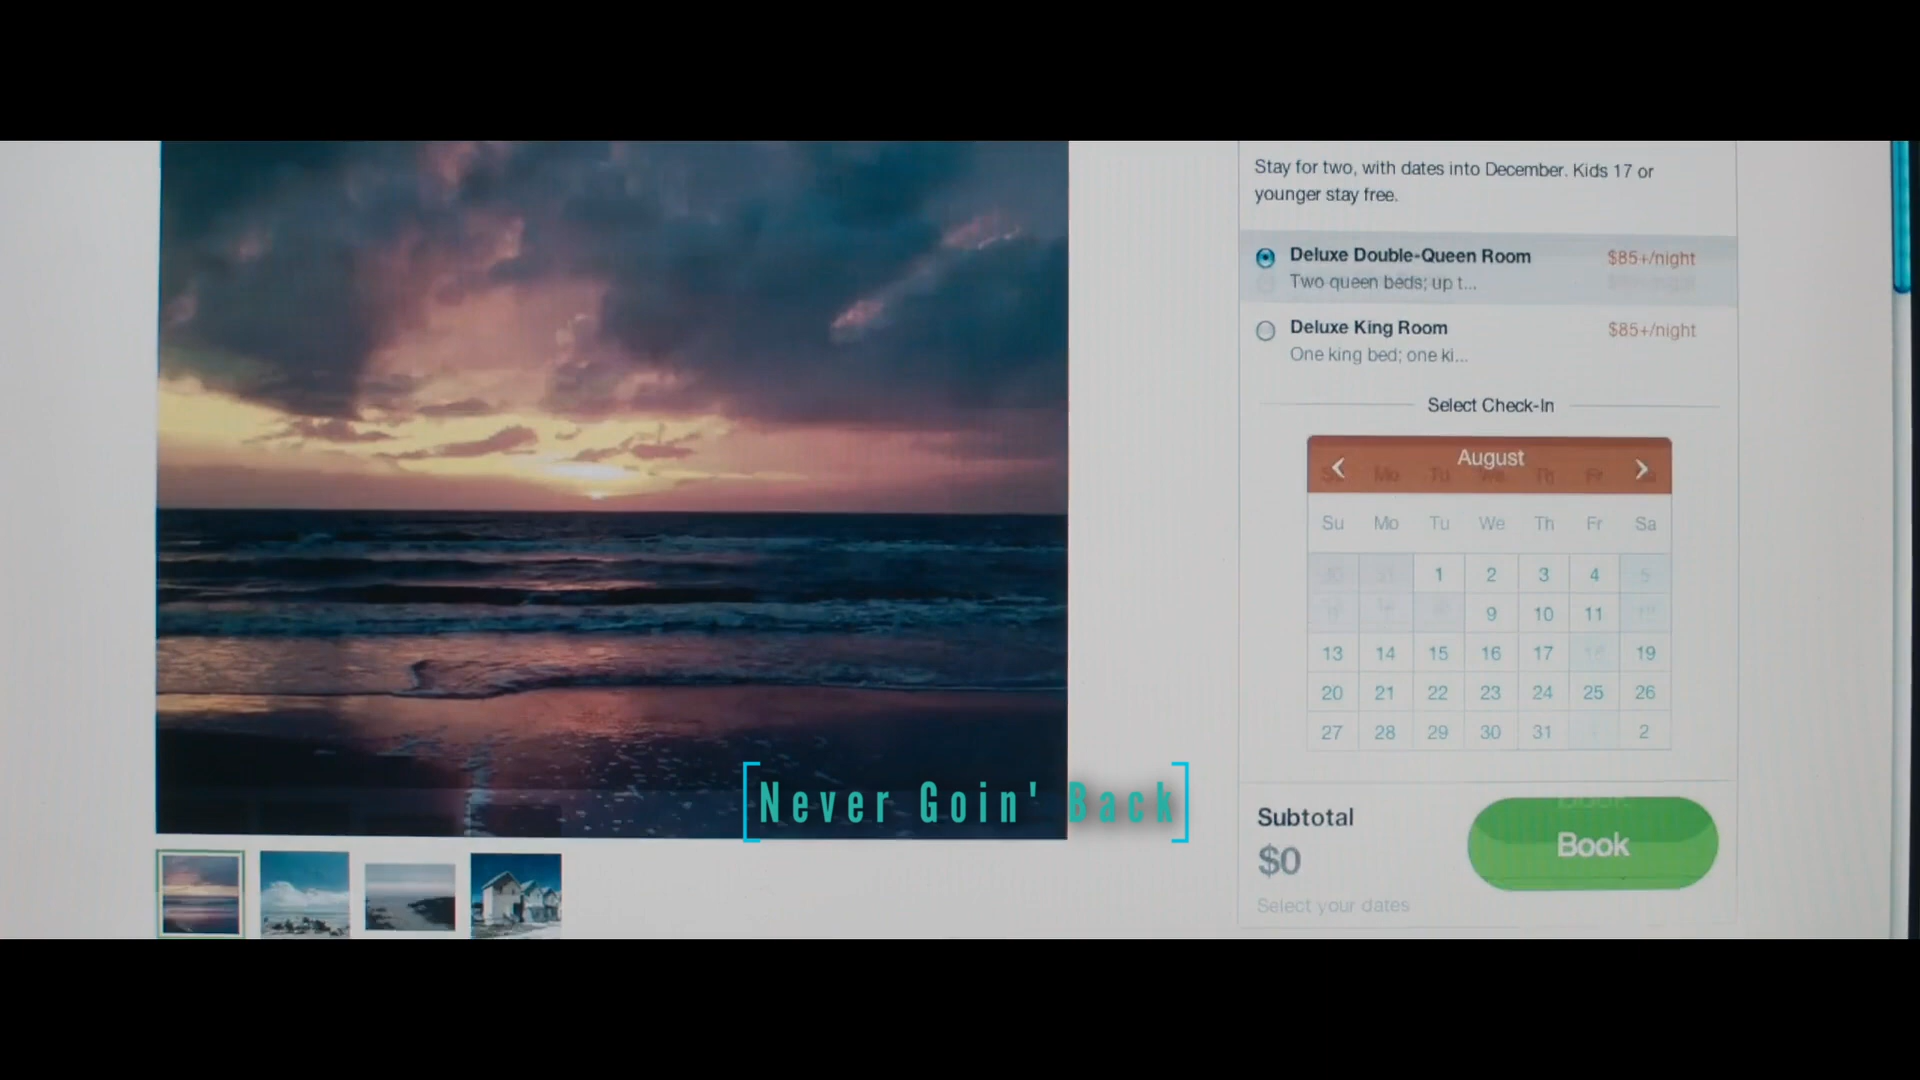 Stay for two, with dates into December. Kids 17 or
younger stay free.
Deluxe Double-Queen Room $85+/night
Two queen beds; up t...
Deluxe King Room $85+/night
One king bed; one ki...
Select Check-In
August
Su Mo Tu We Th Fr Sa
1 2 3 4 5
9 10 11
13 14 15 16 17 19
20 21 22 23 24 25 26
27 28 29 30 31 2
[Never Goin' Back]
Subtotal
$0
Book
Select your dates